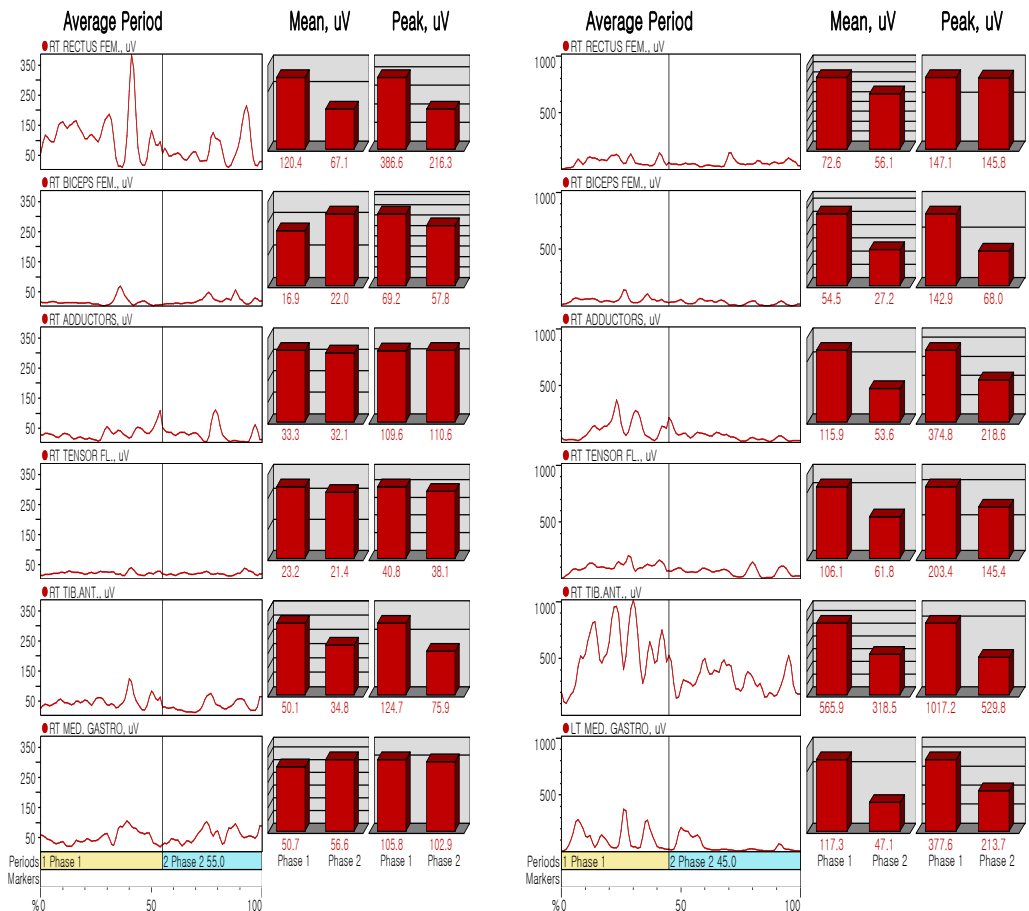 Average Period Mean, uV Peak, uV
RT RECTUS FEM., uV
350
250
150
50
120.4 67.1 386.6 216.3
RT BICEPS FEM., uV
350
250
150
50
16.9 22.0 69.2 57.8
RT ADDUCTORS, uV
350
250
150
50
33.3 32.1 109.6 110.6
RT TENSOR FL., uV
350
250
150
50
23.2 21.4 40.8 38.1
RT TIB.ANT., uV
350
250
150
50
50.1 34.8 124.7 75.9
RT MED. GASTRO, uV
350
250
150
50
50.7 56.6 105.8 102.9
Periods 1 Phase 1 2 Phase 2 55.0 Phase 1 Phase 2 Phase 1 Phase 2
Markers
% 0 50 100
Average Period Mean, uV Peak, uV
RT RECTUS FEM., uV
1000
500
72.6 56.1 147.1 145.8
RT BICEPS FEM., uV
1000
500
54.5 27.2 142.9 68.0
RT ADDUCTORS, uV
1000
500
115.9 53.6 374.8 218.6
RT TENSOR FL., uV
1000
500
106.1 61.8 203.4 145.4
RT TIB.ANT., uV
1000
500
565.9 318.5 1017.2 529.8
LT MED. GASTRO, uV
1000
500
117.3 47.1 377.6 213.7
Periods 1 Phase 1 2 Phase 2 45.0 Phase 1 Phase 2 Phase 1 Phase 2
Markers
% 0 50 100